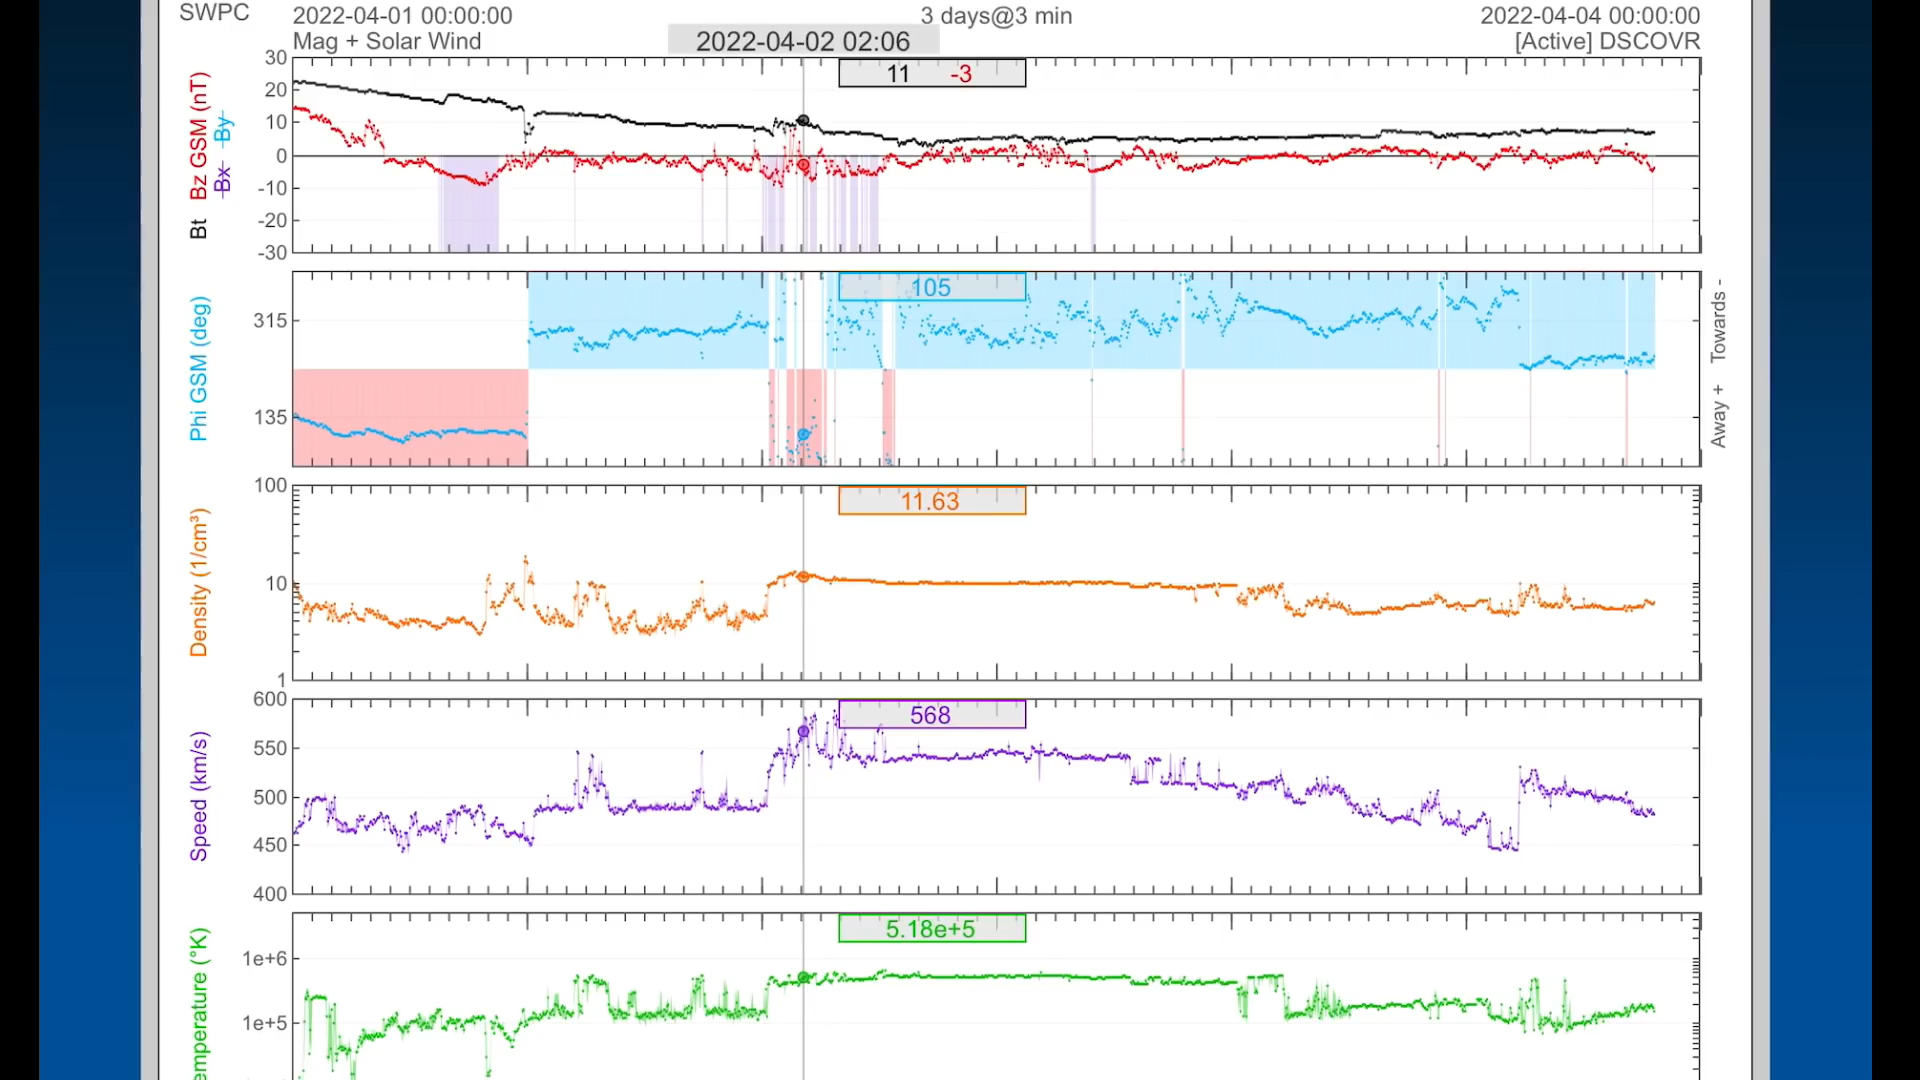 SWPC
2022-04-01 00:00:00
3 days@3 min
2022-04-04 00:00:00
Mag + Solar Wind
2022-04-02 02:06
[Active] DSCOVR
11 -3
30
20
10
0
-10
-20
-30
Bt Bz GSM (nT)
Bx By
105
315
135
Phi GSM (deg)
Away + Towards -
11.63
100
10
1
Density (1/cm³)
568
600
550
500
450
400
Speed (km/s)
5.18e+5
1e+6
1e+5
emperature (°K)